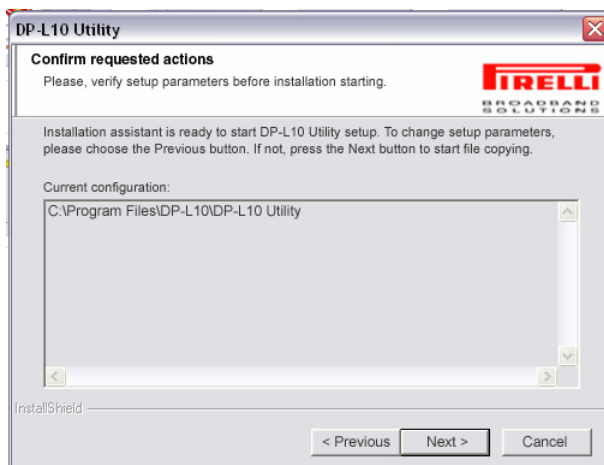 DP-L10 Utility
Confirm requested actions
Please, verify setup parameters before installation starting.
PIRELLI
BROADBAND
SOLUTIONS
Installation assistant is ready to start DP-L10 Utility setup. To change setup parameters,
please choose the Previous button. If not, press the Next button to start file copying.
Current configuration:
C:\Program Files\DP-L10\DP-L10 Utility
InstallShield
< Previous
Next >
Cancel